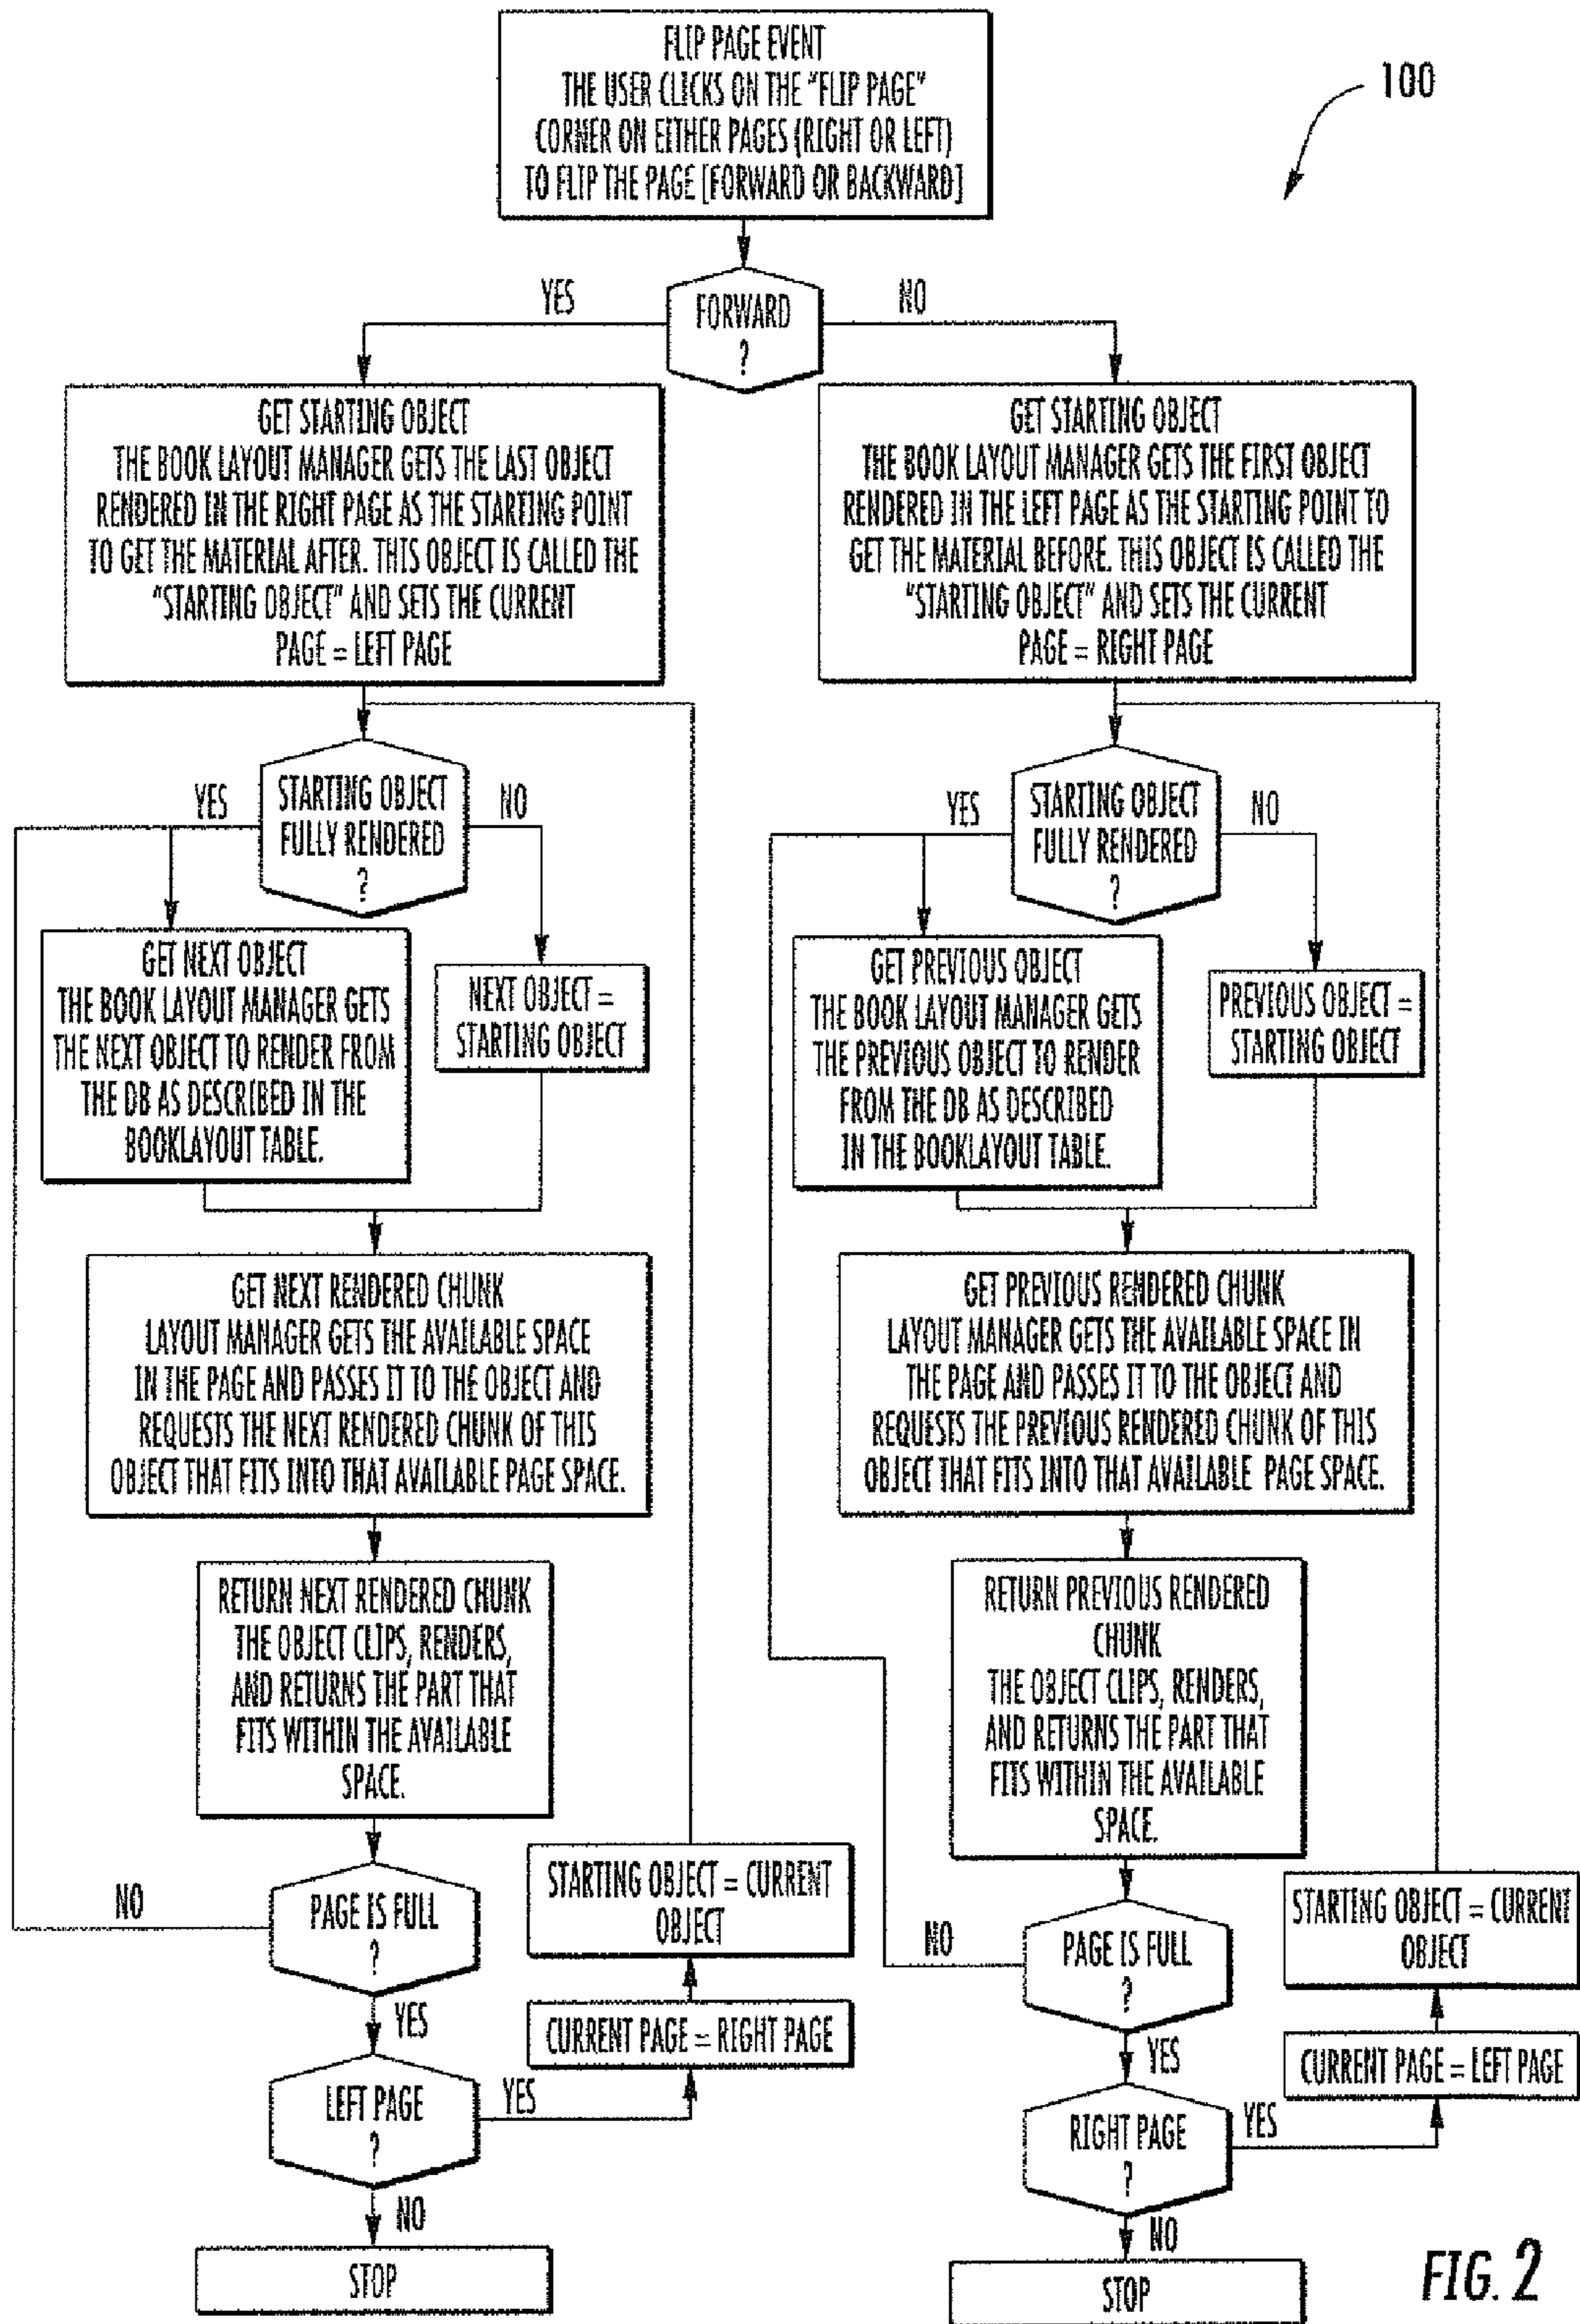 FLIP PAGE EVENT
THE USER CLICKS ON THE "FLIP PAGE"
CORNER ON EITHER PAGES (RIGHT OR LEFT)
TO FLIP THE PAGE [FORWARD OR BACKWARD]
100
FORWARD
?
YES
NO
GET STARTING OBJECT
THE BOOK LAYOUT MANAGER GETS THE LAST OBJECT
RENDERED IN THE RIGHT PAGE AS THE STARTING POINT
TO GET THE MATERIAL AFTER. THIS OBJECT IS CALLED THE
"STARTING OBJECT" AND SETS THE CURRENT
PAGE = LEFT PAGE
STARTING OBJECT
FULLY RENDERED
?
YES
NO
GET NEXT OBJECT
THE BOOK LAYOUT MANAGER GETS
THE NEXT OBJECT TO RENDER FROM
THE DB AS DESCRIBED IN THE
BOOKLAYOUT TABLE.
NEXT OBJECT =
STARTING OBJECT
GET NEXT RENDERED CHUNK
LAYOUT MANAGER GETS THE AVAILABLE SPACE
IN THE PAGE AND PASSES IT TO THE OBJECT AND
REQUESTS THE NEXT RENDERED CHUNK OF THIS
OBJECT THAT FITS INTO THAT AVAILABLE PAGE SPACE.
RETURN NEXT RENDERED CHUNK
THE OBJECT CLIPS, RENDERS,
AND RETURNS THE PART THAT
FITS WITHIN THE AVAILABLE
SPACE.
PAGE IS FULL
?
NO
YES
LEFT PAGE
?
YES
CURRENT PAGE = RIGHT PAGE
STARTING OBJECT = CURRENT
OBJECT
NO
STOP
GET STARTING OBJECT
THE BOOK LAYOUT MANAGER GETS THE FIRST OBJECT
RENDERED IN THE LEFT PAGE AS THE STARTING POINT TO
GET THE MATERIAL BEFORE. THIS OBJECT IS CALLED THE
"STARTING OBJECT" AND SETS THE CURRENT
PAGE = RIGHT PAGE
STARTING OBJECT
FULLY RENDERED
?
YES
NO
GET PREVIOUS OBJECT
THE BOOK LAYOUT MANAGER GETS
THE PREVIOUS OBJECT TO RENDER
FROM THE DB AS DESCRIBED
IN THE BOOKLAYOUT TABLE.
PREVIOUS OBJECT =
STARTING OBJECT
GET PREVIOUS RENDERED CHUNK
LAYOUT MANAGER GETS THE AVAILABLE SPACE IN
THE PAGE AND PASSES IT TO THE OBJECT AND
REQUESTS THE PREVIOUS RENDERED CHUNK OF THIS
OBJECT THAT FITS INTO THAT AVAILABLE PAGE SPACE.
RETURN PREVIOUS RENDERED
CHUNK
THE OBJECT CLIPS, RENDERS,
AND RETURNS THE PART THAT
FITS WITHIN THE AVAILABLE
SPACE.
PAGE IS FULL
?
NO
YES
RIGHT PAGE
?
YES
CURRENT PAGE = LEFT PAGE
STARTING OBJECT = CURRENT
OBJECT
NO
STOP
FIG. 2